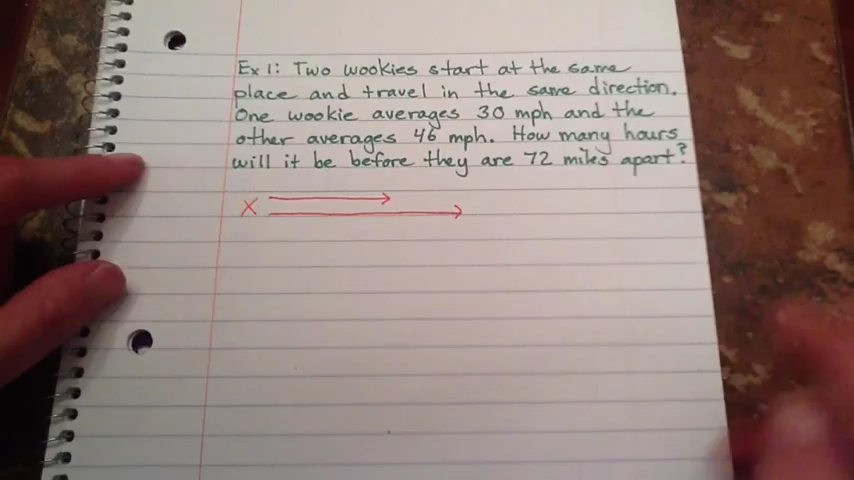 Ex 1: Two wookies start at the same
place and travel in the same direction.
One wookie averages 30 mph and the
other averages 46 mph. How many hours
will it be before they are 72 miles apart?
X